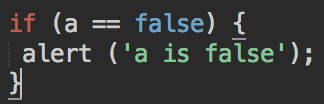 if (a == false) {
 alert ('a is false');
}